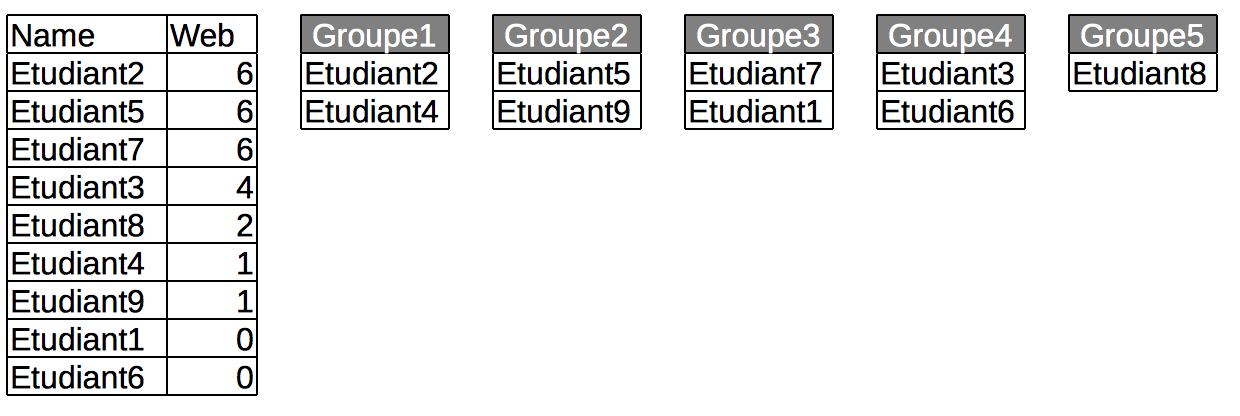 Name Web Groupe1 Groupe2 Groupe3 Groupe4 Groupe5
Etudiant2 6 Etudiant2 Etudiant5 Etudiant7 Etudiant3 Etudiant8
Etudiant5 6 Etudiant4 Etudiant9 Etudiant1 Etudiant6
Etudiant7 6
Etudiant3 4
Etudiant8 2
Etudiant4 1
Etudiant9 1
Etudiant1 0
Etudiant6 0